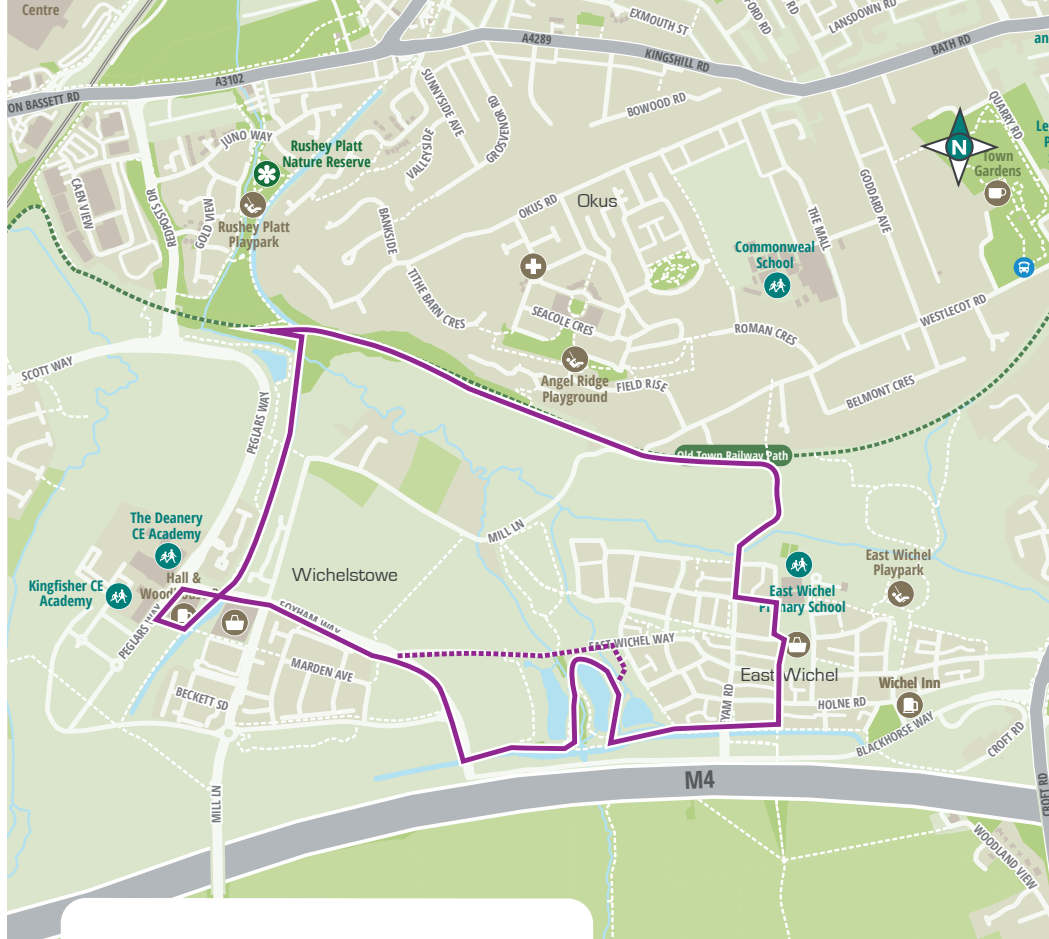 Centre
EXMOUTH ST
LANSDOWN RD
RD
A4289
KINGSHILL RD
BATH RD
an
A3102
ON BASSETT RD
SUNNYSIDE AVE
GROSVENOR RD
BOWOOD RD
QUARRY RD
JUNO WAY
Rushey Platt
Nature Reserve
VALLEYSIDE
N
Town
Gardens
CAEN VIEW
REDPOSTS DR
GOLD VIEW
Rushey Platt
Playpark
BANKSIDE
OKUS RD
Okus
THE MALL
GODDARD AVE
Commonweal
School
TITHE BARN CRES
SEACOLE CRES
ROMAN CRES
WESTLECOT RD
SCOTT WAY
Angel Ridge
Playground
FIELD RISE
BELMONT CRES
PEGLARS WAY
Old Town Railway Path
MILL LN
The Deanery
CE Academy
Kingfisher CE
Academy
Hall &
Wichelstowe
East Wichel
Playpark
East Wichel
Primary School
FOXHAM WAY
PEGLARS WAY
EAST WICHEL WAY
MARDEN AVE
East Wichel
BECKETT SQ
HOLNE RD
Wichel Inn
BLACKHORSE WAY
CROFT RD
M4
MILL LN
CROFT RD
WOODLAND VIEW